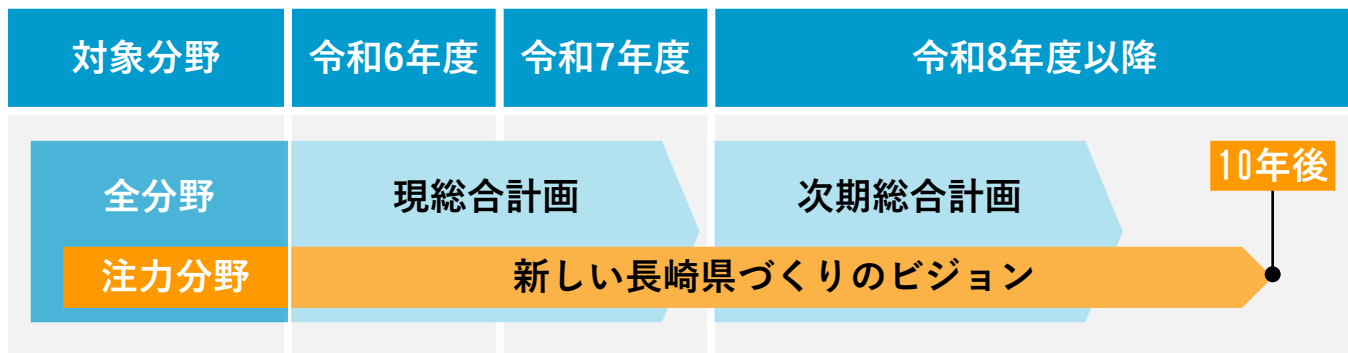 対象分野
令和6年度
令和7年度
令和8年度以降
10年後
全分野
現総合計画
次期総合計画
注力分野
新しい長崎県づくりのビジョン